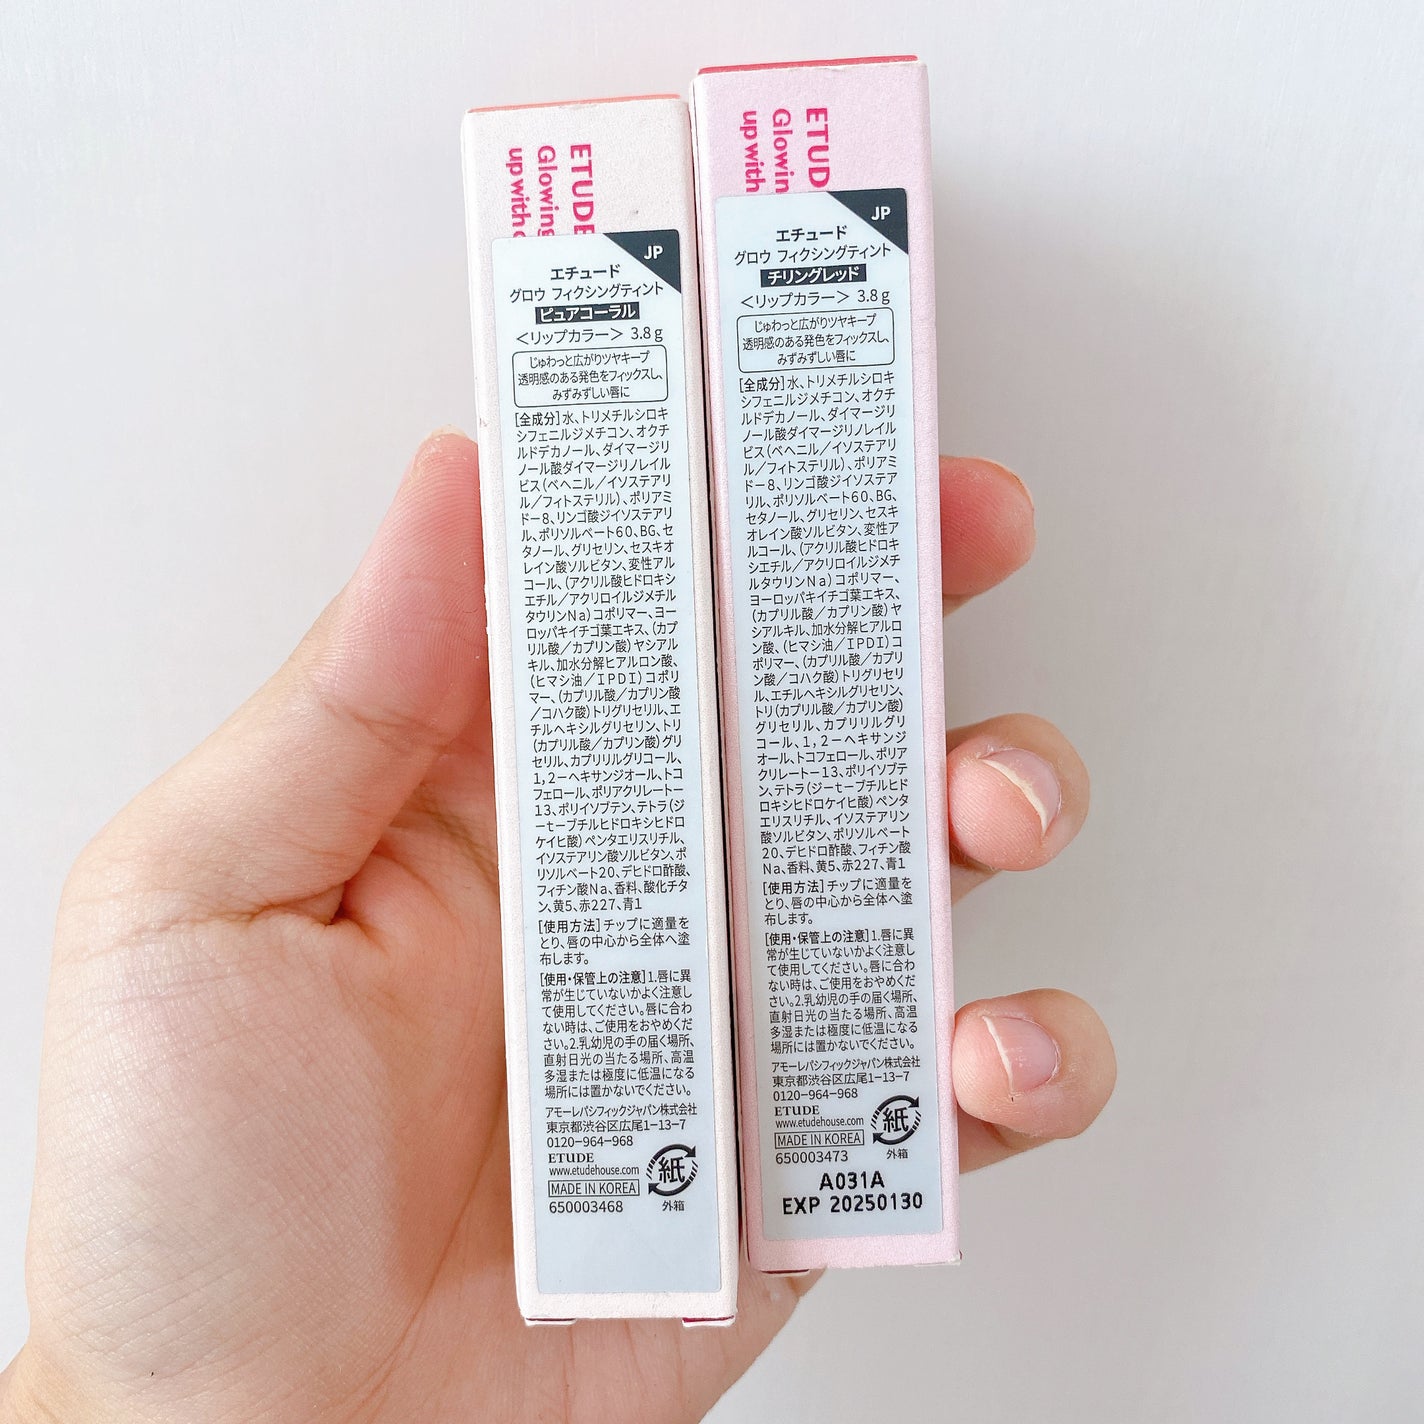 ETUDE
Glowing
up with
JP
エチュード
グロウ フィクシングティント
ピュアコーラル
＜リップカラー＞ 3.8g
じゅわっと広がりツヤキープ
透明感のある発色をフィックスし、
みずみずしい唇に
[全成分]水、トリメチルシロキ
シフェニルジメチコン、オクチ
ルドデカノール、ダイマージリ
ノール酸ダイマージリノレイル
ビス(ベヘニル／イソステアリ
ル／フィトステリル)、ポリアミ
ドー8、リンゴ酸ジイソステアリ
ル、ポリソルベート60、BG、セ
タノール、グリセリン、セスキオ
レイン酸ソルビタン、変性アル
コール、(アクリル酸ヒドロキシ
エチル／アクリロイルジメチル
タウリンNa)コポリマー、ヨー
ロッパキイチゴ葉エキス、(カプ
リル酸／カプリン酸)ヤシアル
キル、加水分解ヒアルロン酸、
(ヒマシ油／IPDI)コポリ
マー、(カプリル酸／カプリン酸
／コハク酸)トリグリセリル、エ
チルヘキシルグリセリン、トリ
(カプリル酸／カプリン酸)グリ
セリル、カプリリルグリコール、
1,2－ヘキサンジオール、トコ
フェロール、ポリアクリレートー
13、ポリイソブテン、テトラ(ジ
ーt－ブチルヒドロキシヒドロ
ケイヒ酸)ペンタエリスリチル、
イソステアリン酸ソルビタン、ポ
リソルベート20、デヒドロ酢酸、
フィチン酸Na、香料、酸化チタ
ン、黄5、赤227、青1
[使用方法]チップに適量を
とり、唇の中心から全体へ塗
布します。
[使用・保管上の注意]1.唇に異
常が生じていないかよく注意し
て使用してください。唇に合わ
ない時は、ご使用をおやめくだ
さい。2.乳幼児の手の届く場所、
直射日光の当たる場所、高温
多湿または極度に低温になる
場所には置かないでください。
アモーレパシフィックジャパン株式会社
東京都渋谷区広尾1-13-7
0120-964-968
ETUDE
www.etudehouse.com
MADE IN KOREA
650003468
紙
外箱
ETUD
Glowin
up with
JP
エチュード
グロウ フィクシングティント
チリングレッド
＜リップカラー＞ 3.8g
じゅわっと広がりツヤキープ
透明感のある発色をフィックスし、
みずみずしい唇に
[全成分]水、トリメチルシロキ
シフェニルジメチコン、オクチ
ルドデカノール、ダイマージリ
ノール酸ダイマージリノレイル
ビス(ベヘニル／イソステアリ
ル／フィトステリル)、ポリアミ
ドー8、リンゴ酸ジイソステア
リル、ポリソルベート60、BG、
セタノール、グリセリン、セスキ
オレイン酸ソルビタン、変性ア
ルコール、(アクリル酸ヒドロキ
シエチル／アクリロイルジメチ
ルタウリンNa)コポリマー、
ヨーロッパキイチゴ葉エキス、
(カプリル酸／カプリン酸)ヤ
シアルキル、加水分解ヒアルロ
ン酸、(ヒマシ油／IPDI)コ
ポリマー、(カプリル酸／カプリ
ン酸／コハク酸)トリグリセリ
ル、エチルヘキシルグリセリン、
トリ(カプリル酸／カプリン酸)
グリセリル、カプリリルグリ
コール、1,2－ヘキサンジ
オール、トコフェロール、ポリア
クリレート－13、ポリイソブテ
ン、テトラ(ジーt－ブチルヒド
ロキシヒドロケイヒ酸)ペンタ
エリスリチル、イソステアリン
酸ソルビタン、ポリソルベート
20、デヒドロ酢酸、フィチン酸
Na、香料、黄5、赤227、青1
[使用方法]チップに適量を
とり、唇の中心から全体へ塗
布します。
[使用・保管上の注意]1.唇に異
常が生じていないかよく注意し
て使用してください。唇に合わ
ない時は、ご使用をおやめくだ
さい。2.乳幼児の手の届く場所、
直射日光の当たる場所、高温
多湿または極度に低温になる
場所には置かないでください。
アモーレパシフィックジャパン株式会社
東京都渋谷区広尾1-13-7
0120-964-968
ETUDE
www.etudehouse.com
MADE IN KOREA
650003473
紙
外箱
A031A
EXP 20250130